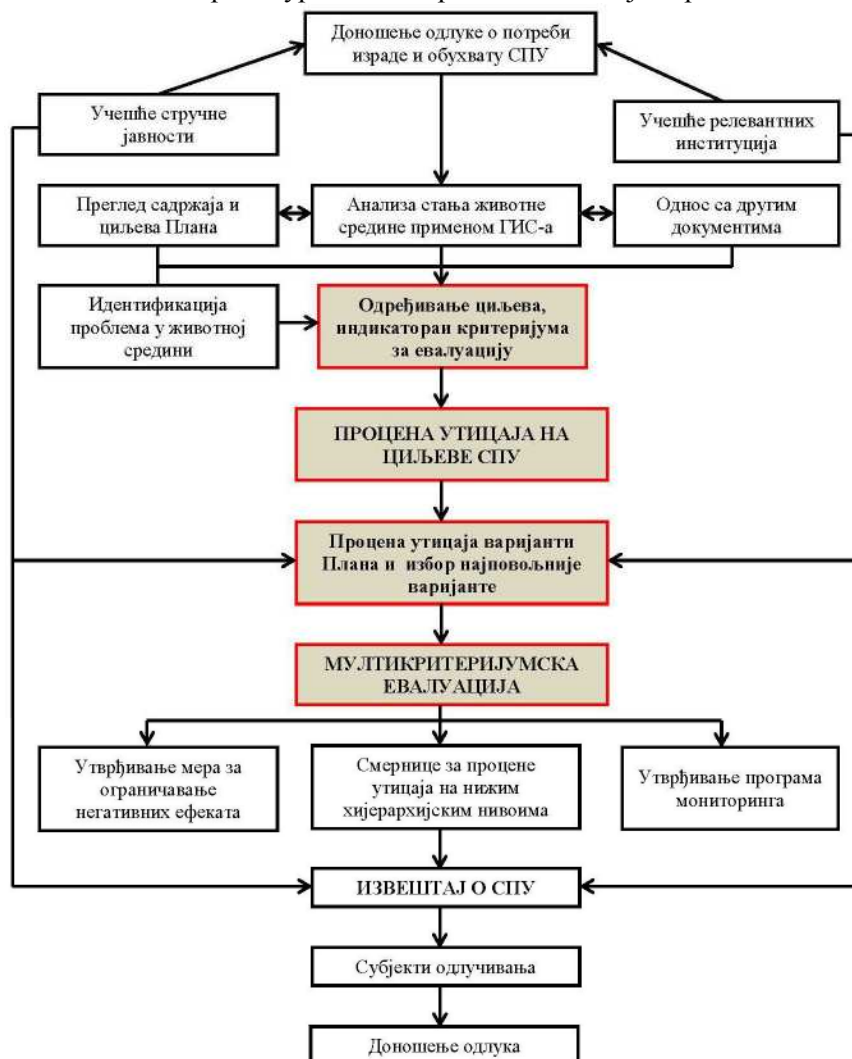 Доношење одлуке о потреби
израде и обухвату СПУ
Учешће стручне
јавности
Учешће релевантних
институција
Преглед садржаја и
циљева Плана
Анализа стања животне
средине применом ГИС-а
Однос са другим
документима
Идентификација
проблема у животној
средини
Одређивање циљева,
индикатораи критеријума
за евалуацију
ПРОЦЕНА УТИЦАЈА НА
ЦИЉЕВЕ СПУ
Процена утицаја варијанти
Плана и избор најповољније
варијанте
МУЛТИКРИТЕРИЈУМСКА
ЕВАЛУАЦИЈА
Утврђивање мера за
ограничавање
негативних ефеката
Смернице за процене
утицаја на нижим
хијерархијским нивоима
Утврђивање програма
мониторинга
ИЗВЕШТАЈ О СПУ
Субјекти одлучивања
Доношење одлука